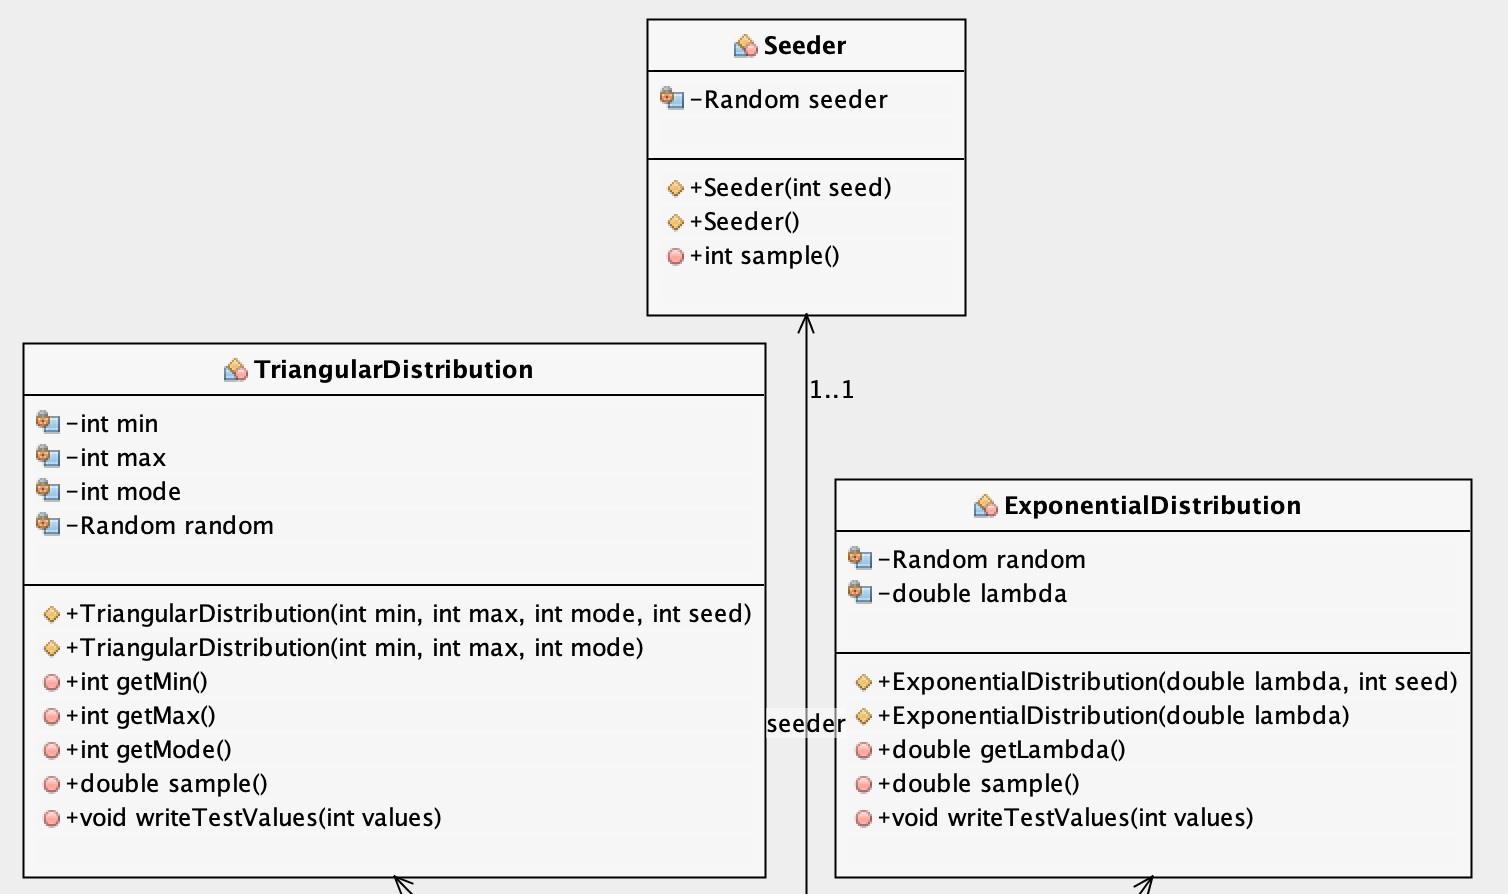 Seeder
-Random seeder
+Seeder(int seed)
+Seeder()
+int sample()
1..1
TriangularDistribution
-int min
-int max
-int mode
-Random random
+TriangularDistribution(int min, int max, int mode, int seed)
+TriangularDistribution(int min, int max, int mode)
+int getMin()
+int getMax()
+int getMode()
+double sample()
+void writeTestValues(int values)
seeder
ExponentialDistribution
-Random random
-double lambda
+ExponentialDistribution(double lambda, int seed)
+ExponentialDistribution(double lambda)
+double getLambda()
+double sample()
+void writeTestValues(int values)